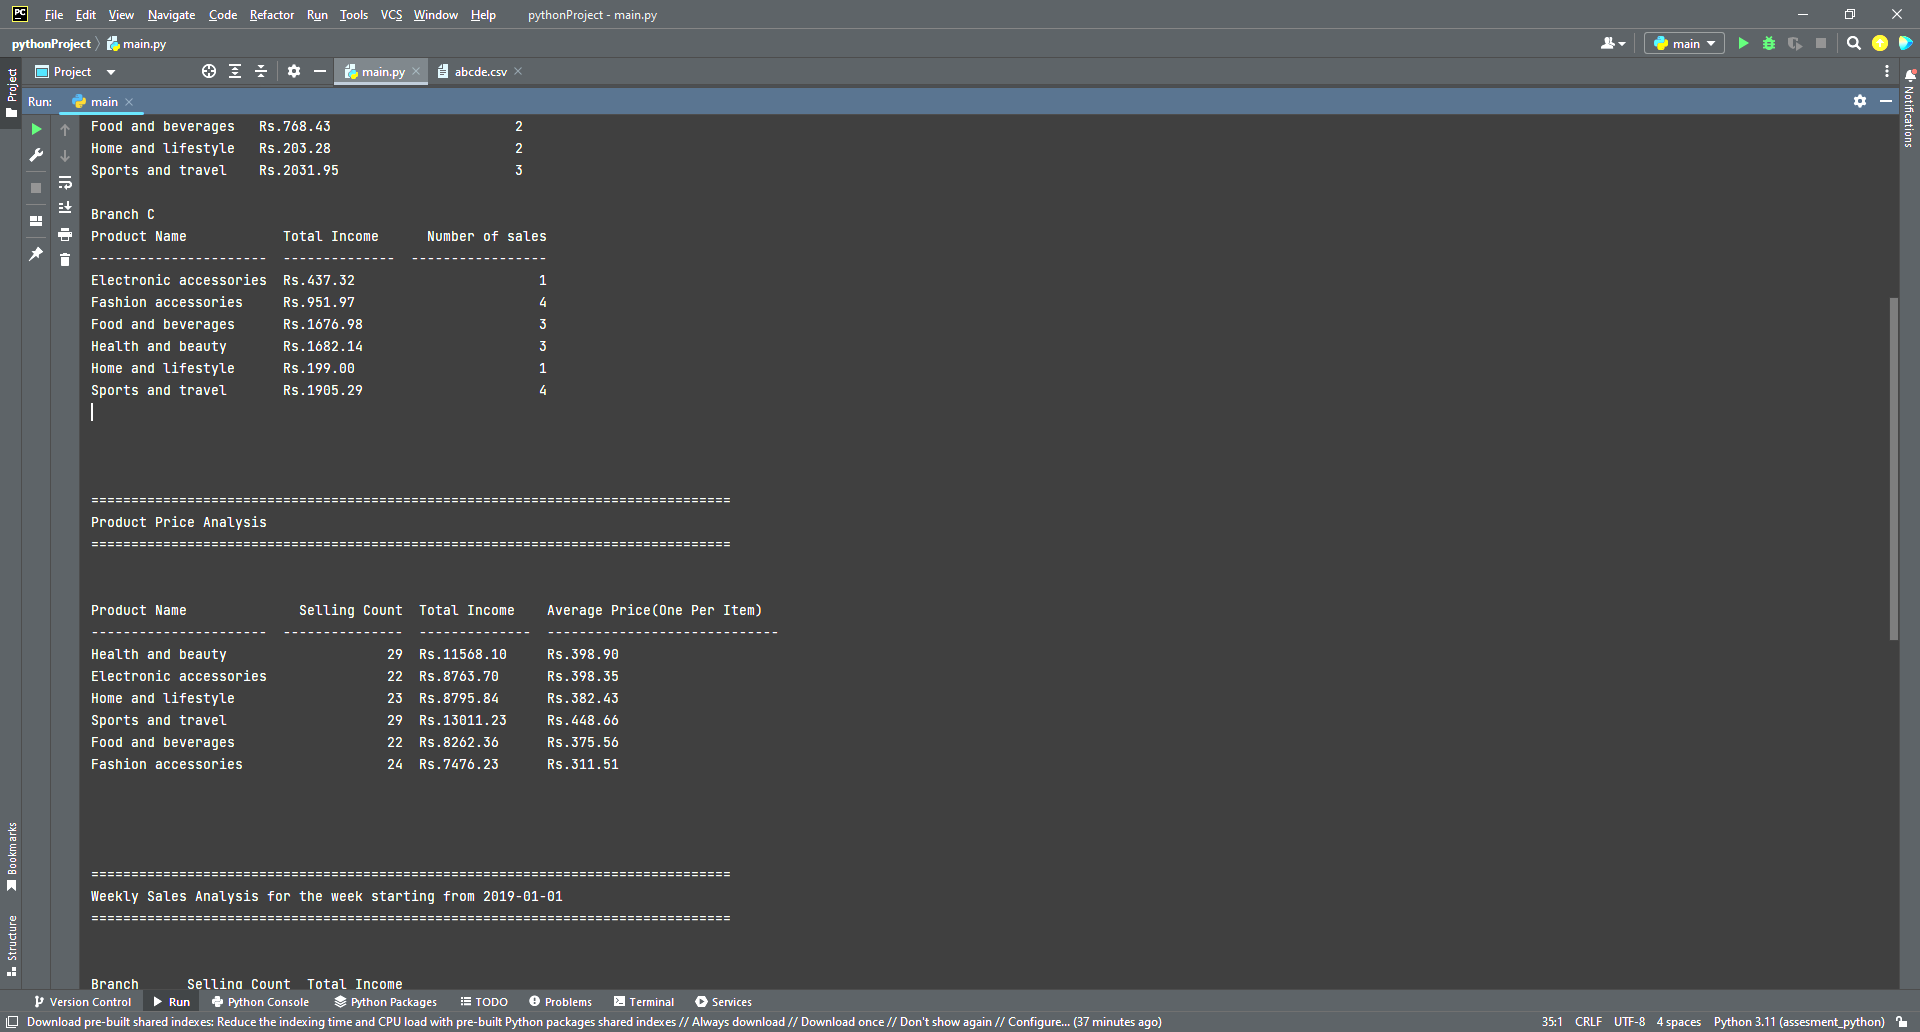 File Edit View Navigate Code Refactor Run Tools VCS Window Help pythonProject - main.py
pythonProject main.py main
Project main.py abcde.csv
Run: main
Project
Notifications
Food and beverages Rs.768.43 2
Home and lifestyle Rs.203.28 2
Sports and travel Rs.2031.95 3
Branch C
Product Name Total Income Number of sales
---------------------- -------------- -----------------
Electronic accessories Rs.437.32 1
Fashion accessories Rs.951.97 4
Food and beverages Rs.1676.98 3
Health and beauty Rs.1682.14 3
Home and lifestyle Rs.199.00 1
Sports and travel Rs.1905.29 4
================================================================================
Product Price Analysis
================================================================================
Product Name Selling Count Total Income Average Price(One Per Item)
---------------------- --------------- -------------- -----------------------------
Health and beauty 29 Rs.11568.10 Rs.398.90
Electronic accessories 22 Rs.8763.70 Rs.398.35
Home and lifestyle 23 Rs.8795.84 Rs.382.43
Sports and travel 29 Rs.13011.23 Rs.448.66
Food and beverages 22 Rs.8262.36 Rs.375.56
Fashion accessories 24 Rs.7476.23 Rs.311.51
================================================================================
Weekly Sales Analysis for the week starting from 2019-01-01
================================================================================
Branch Selling Count Total Income
Bookmarks
Structure
Version Control Run Python Console Python Packages TODO Problems Terminal Services
Download pre-built shared indexes: Reduce the indexing time and CPU load with pre-built Python packages shared indexes // Always download // Download once // Don't show again // Configure... (37 minutes ago) 35:1 CRLF UTF-8 4 spaces Python 3.11 (assesment_python)